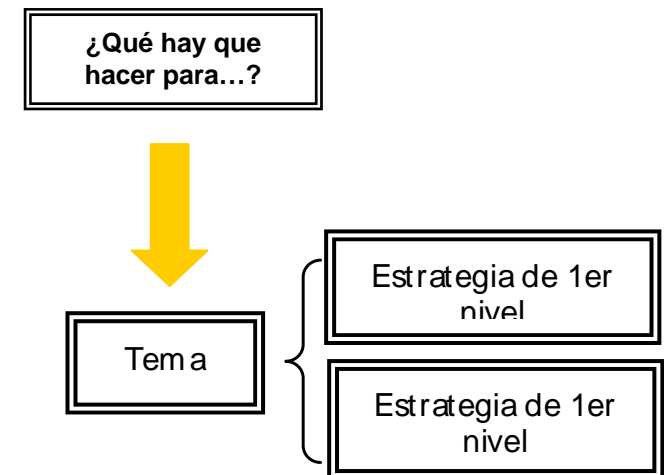 ¿Qué hay que
hacer para…?
Estrategia de 1er
nivel
Tema
Estrategia de 1er
nivel